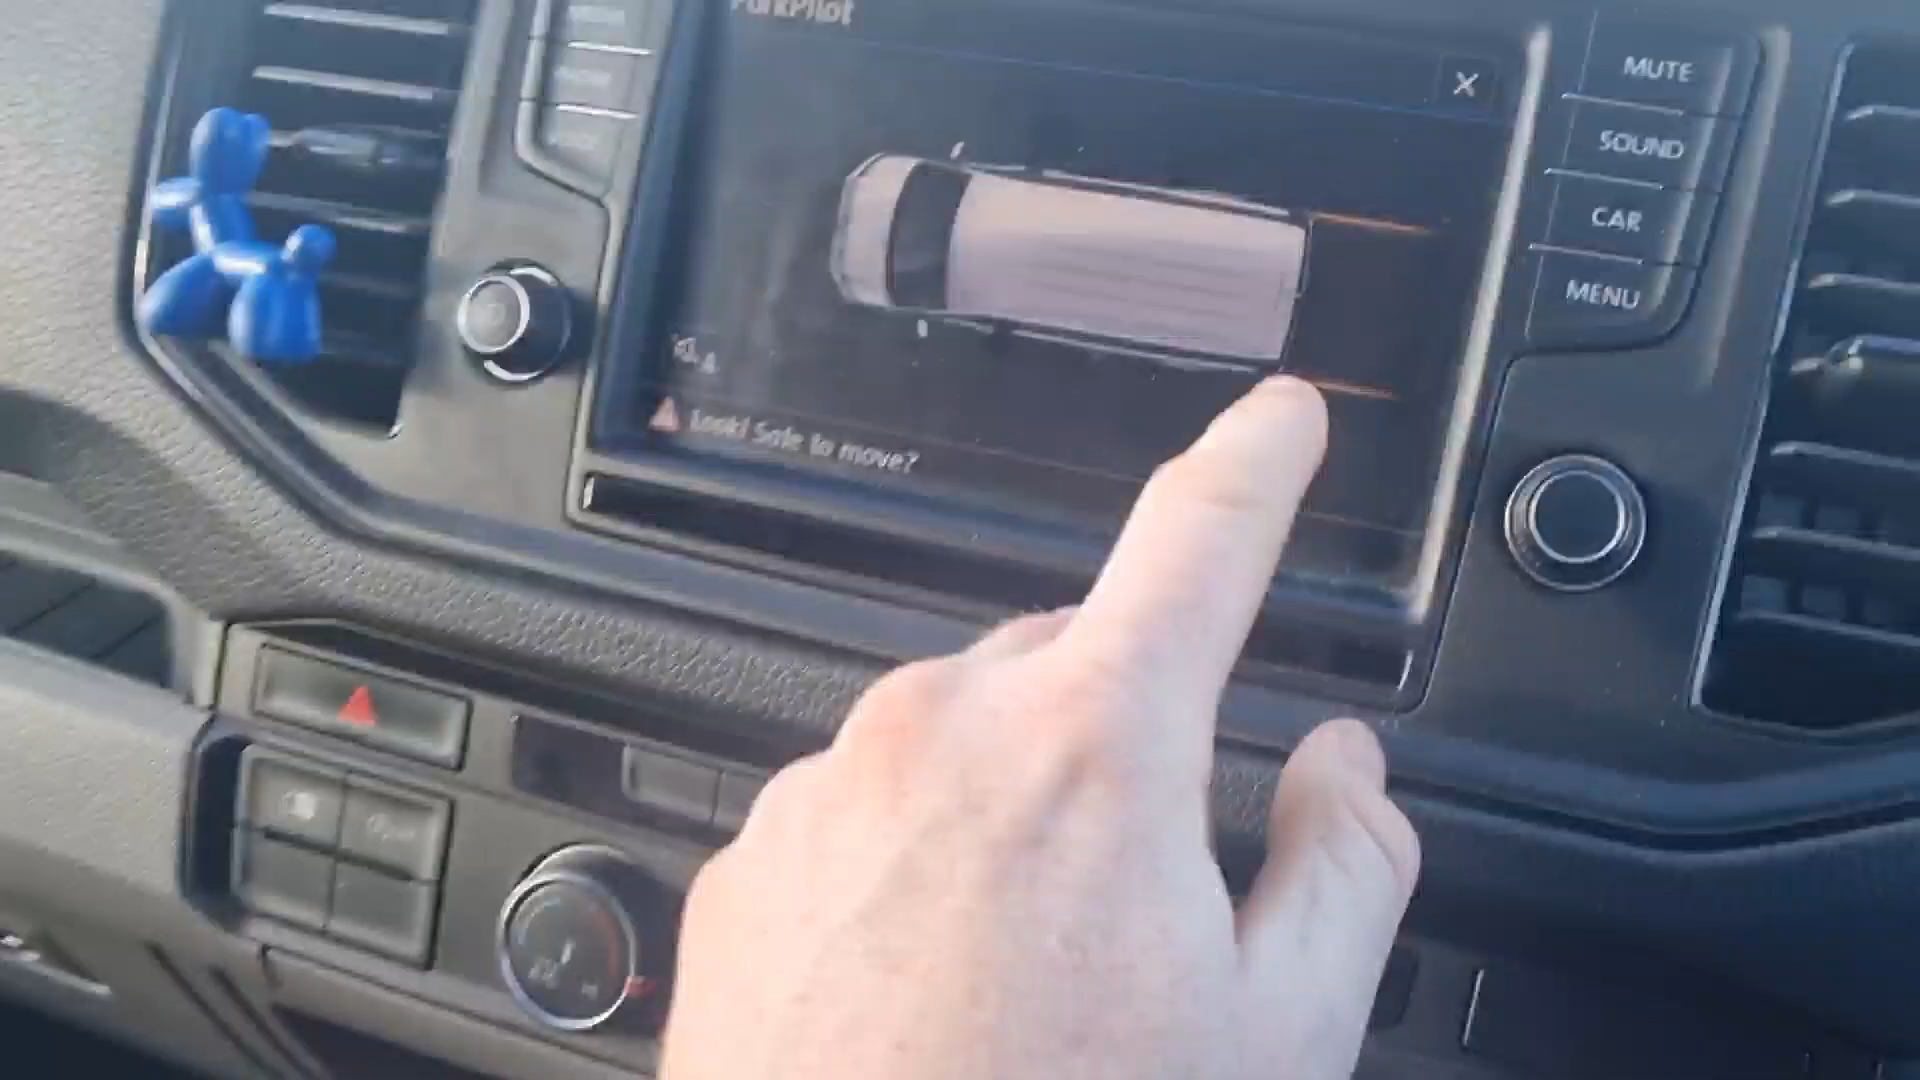 ParkPilot
MUTE
SOUND
CAR
MENU
Look! Safe to move?